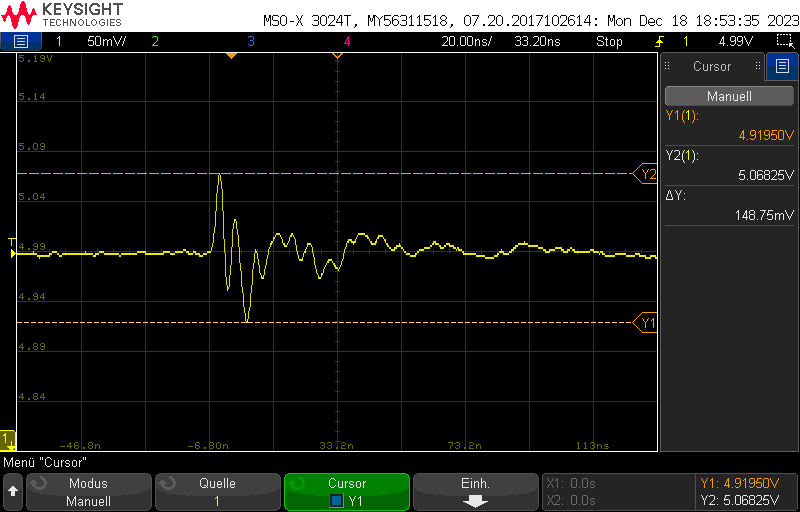 KEYSIGHT
TECHNOLOGIES
MSO-X 3024T, MY56311518, 07.20.2017102614: Mon Dec 18 18:53:35 2023
1 50mV/ 2 3 4 20.00ns/ 33.20ns Stop 1 4.99V
5.19V
5.14
5.09
5.04
4.99
4.94
4.89
4.84
T
1
-46.8n -6.80n 33.2n 73.2n 113ns
Y2
Y1
Cursor
Manuell
Y1(1):
4.91950V
Y2(1):
5.06825V
ΔY:
148.75mV
Menü "Cursor"
Modus
Manuell
Quelle
1
Cursor
Y1
Einh.
X1: 0.0s
X2: 0.0s
Y1: 4.91950V
Y2: 5.06825V